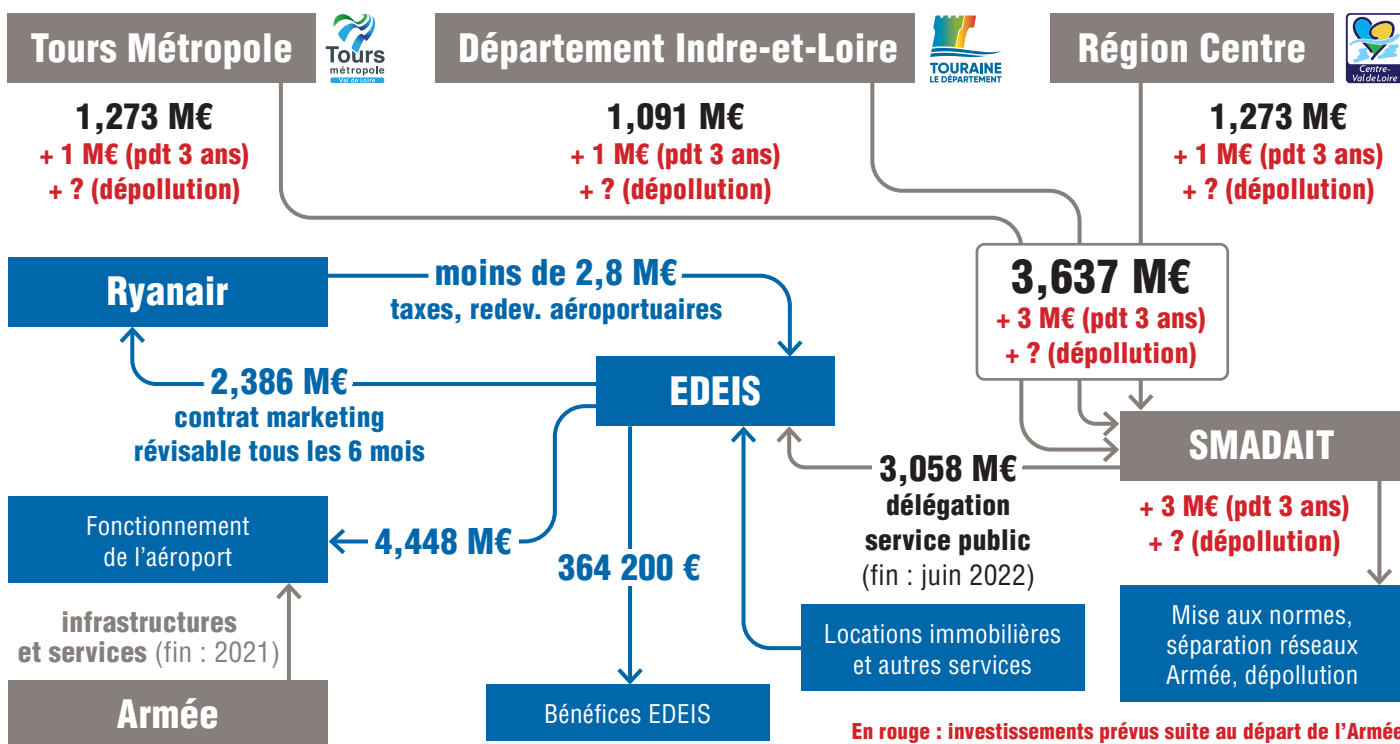 Tours Métropole
Tours
métropole
Val de Loire
Département Indre-et-Loire
TOURAINE
LE DÉPARTEMENT
Région Centre
Centre-
Val de Loire
1,273 M€
+ 1 M€ (pdt 3 ans)
+ ? (dépollution)
1,091 M€
+ 1 M€ (pdt 3 ans)
+ ? (dépollution)
1,273 M€
+ 1 M€ (pdt 3 ans)
+ ? (dépollution)
Ryanair
moins de 2,8 M€
taxes, redev. aéroportuaires
3,637 M€
+ 3 M€ (pdt 3 ans)
+ ? (dépollution)
2,386 M€
contrat marketing
révisable tous les 6 mois
EDEIS
SMADAIT
3,058 M€
délégation
service public
(fin : juin 2022)
+ 3 M€ (pdt 3 ans)
+ ? (dépollution)
Fonctionnement
de l’aéroport
4,448 M€
364 200 €
infrastructures
et services (fin : 2021)
Armée
Bénéfices EDEIS
Locations immobilières
et autres services
Mise aux normes,
séparation réseaux
Armée, dépollution
En rouge : investissements prévus suite au départ de l’Armée